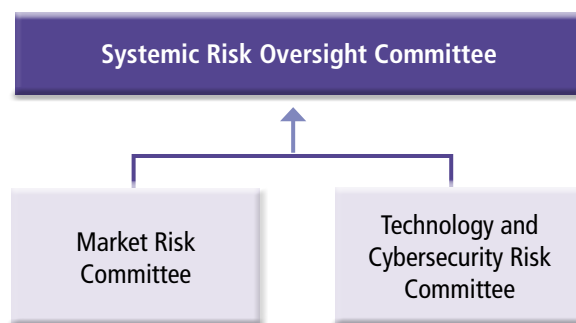 Systemic Risk Oversight Committee
Market Risk
Committee
Technology and
Cybersecurity Risk
Committee